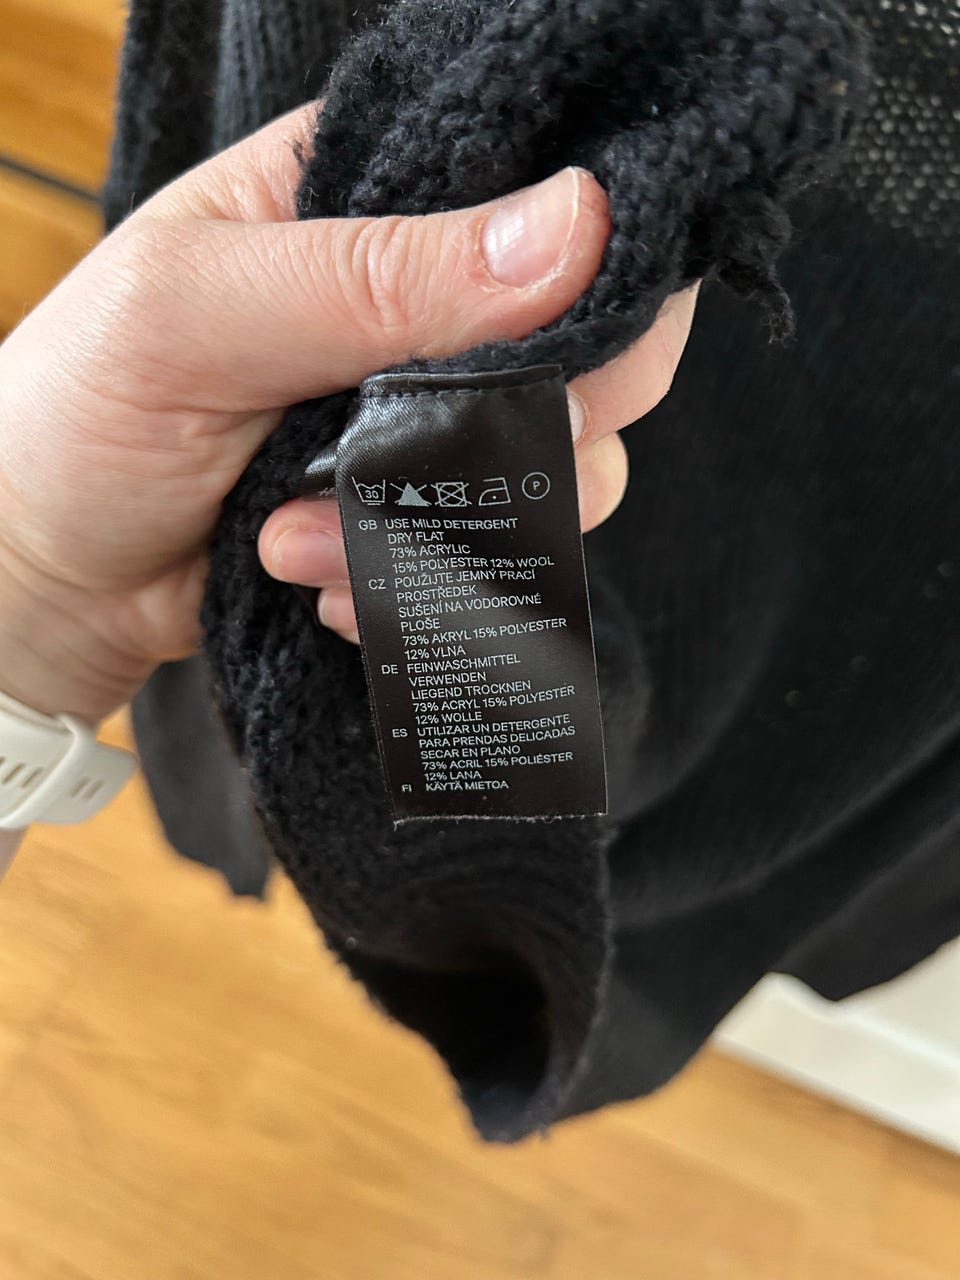 30 P
GB USE MILD DETERGENT
DRY FLAT
73% ACRYLIC
15% POLYESTER 12% WOOL
CZ POUŽIJTE JEMNÝ PRACÍ
PROSTŘEDEK
SUŠENÍ NA VODOROVNÉ
PLOŠE
73% AKRYL 15% POLYESTER
12% VLNA
DE FEINWASCHMITTEL
VERWENDEN
LIEGEND TROCKNEN
73% ACRYL 15% POLYESTER
12% WOLLE
ES UTILIZAR UN DETERGENTE
PARA PRENDAS DELICADAS
SECAR EN PLANO
73% ACRIL 15% POLIÉSTER
12% LANA
FI KÄYTÄ MIETOA